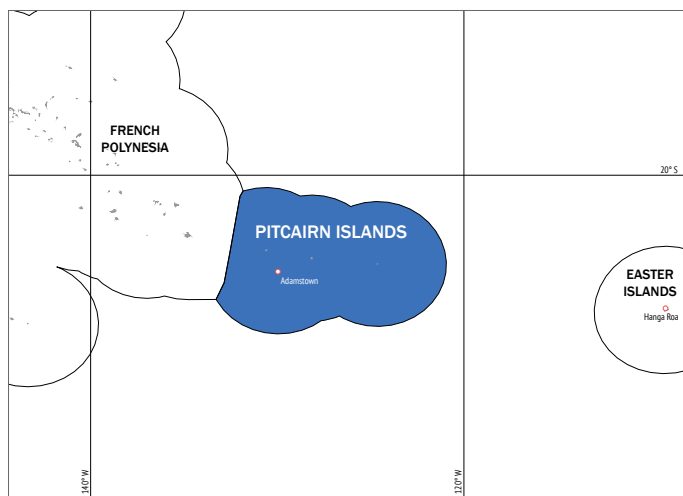 FRENCH
POLYNESIA
20° S
PITCAIRN ISLANDS
Adamstown
EASTER
ISLANDS
Hanga Roa
140° W
120° W